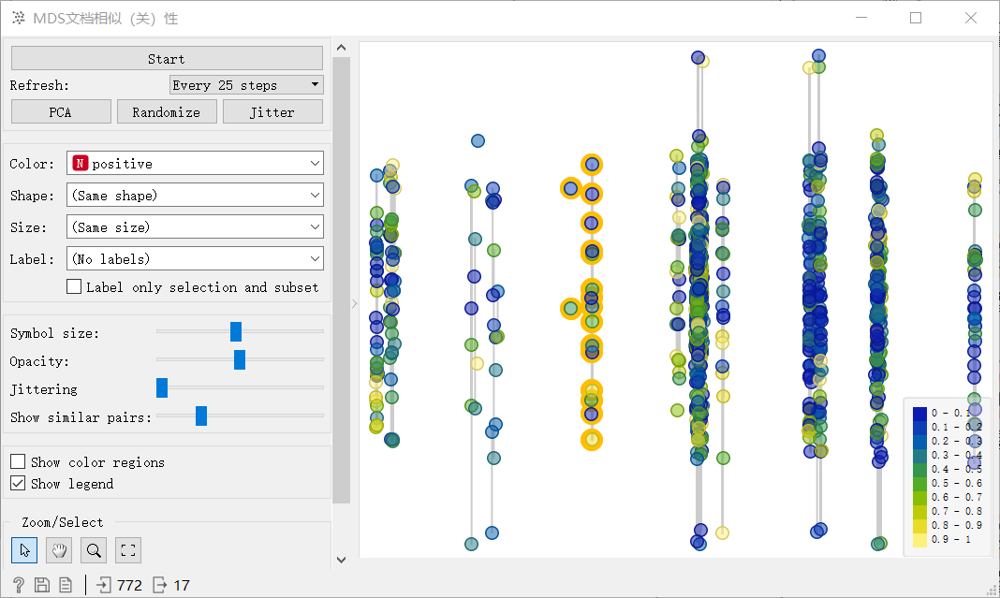 MDS文档相似（关）性
Start
Refresh: Every 25 steps
PCA Randomize Jitter
Color: N positive
Shape: (Same shape)
Size: (Same size)
Label: (No labels)
Label only selection and subset
Symbol size:
Opacity:
Jittering
Show similar pairs:
Show color regions
Show legend
Zoom/Select
? 772 17
0 - 0.1
0.1 - 0.2
0.2 - 0.3
0.3 - 0.4
0.4 - 0.5
0.5 - 0.6
0.6 - 0.7
0.7 - 0.8
0.8 - 0.9
0.9 - 1